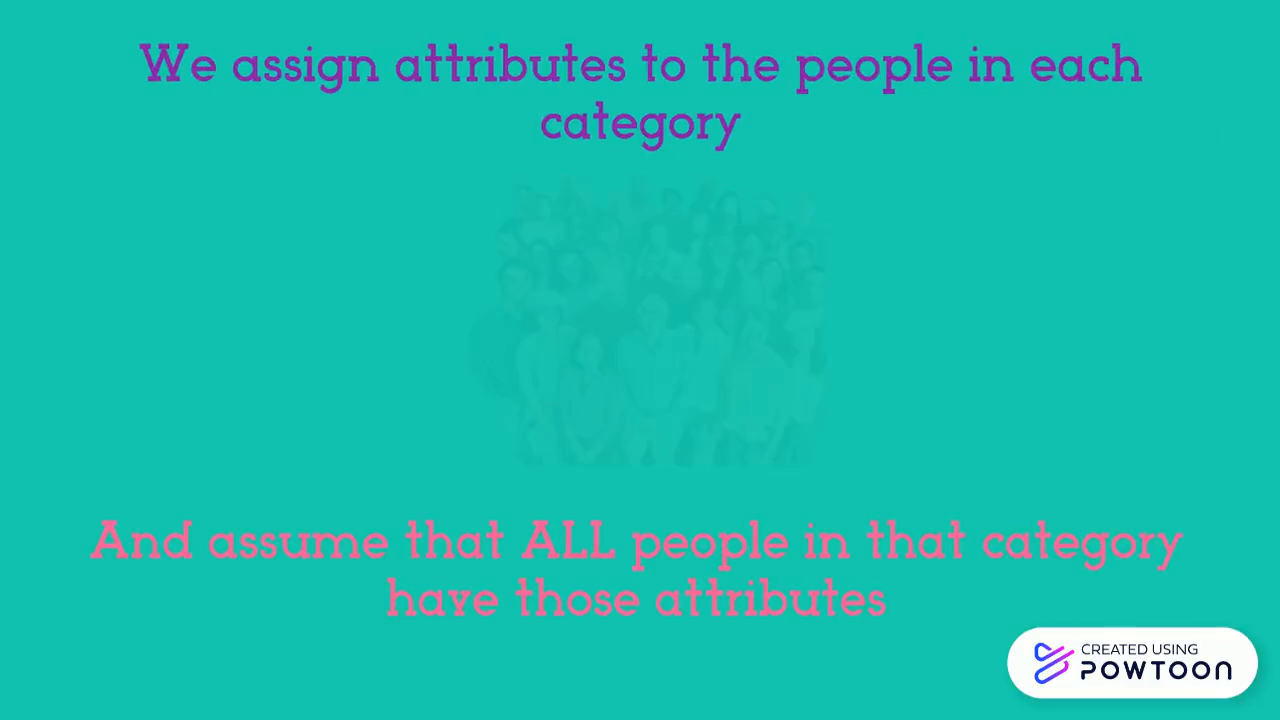 We assign attributes to the people in each
category
And assume that ALL people in that category
have those attributes
CREATED USING
POWTOON